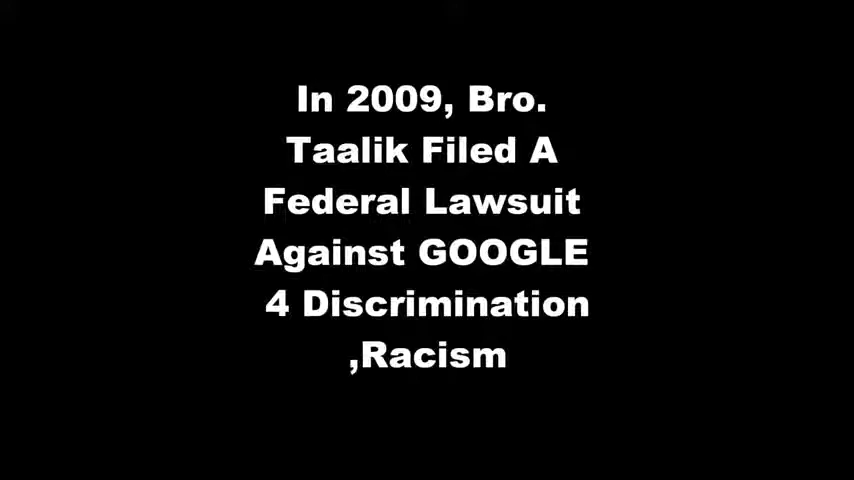 In 2009, Bro.
Taalik Filed A
Federal Lawsuit
Against GOOGLE
4 Discrimination
,Racism